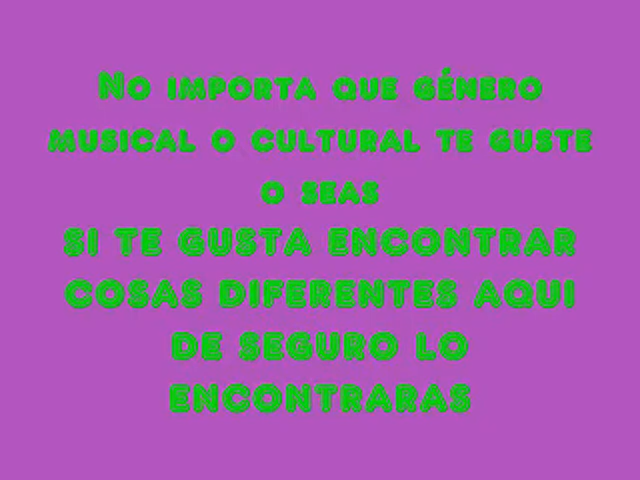 No importa que género
musical o cultural te guste
o seas
SI TE GUSTA ENCONTRAR
COSAS DIFERENTES AQUI
DE SEGURO LO
ENCONTRARAS